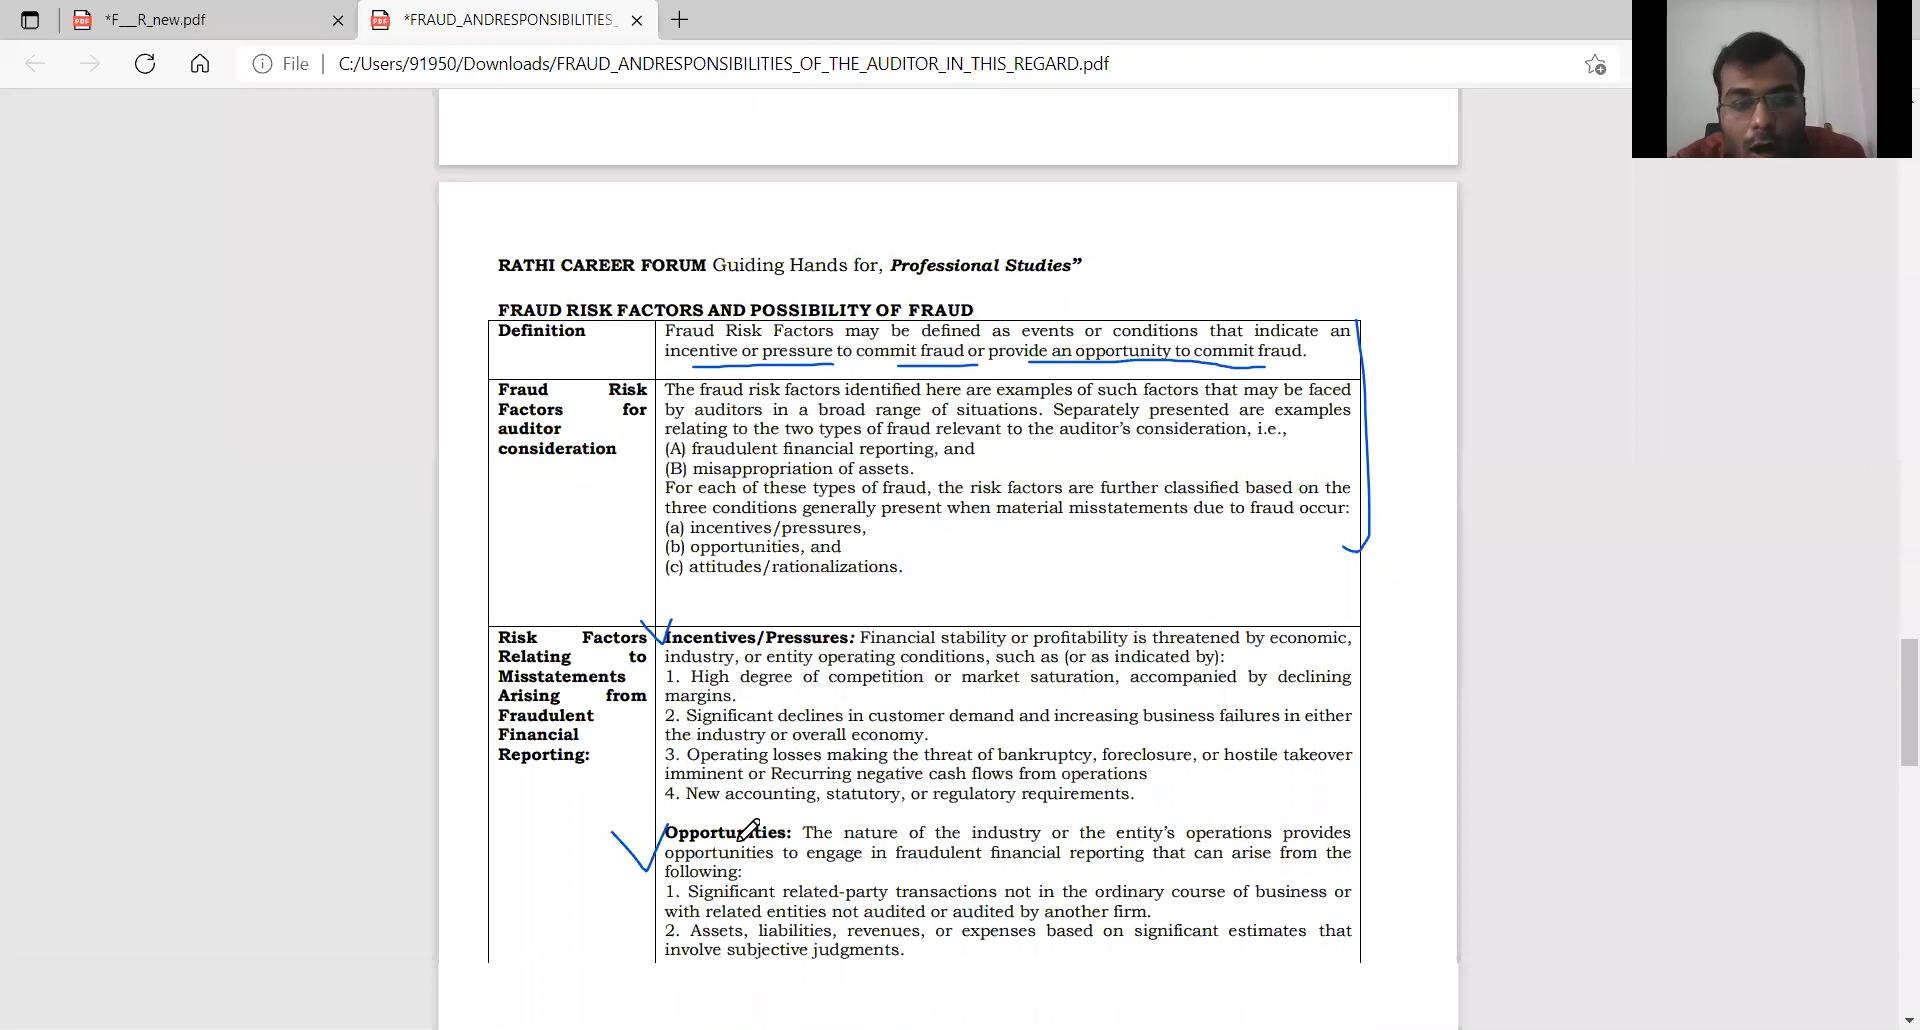 *F___R_new.pdf
*FRAUD_ANDRESPONSIBILITIES_
File
C:/Users/91950/Downloads/FRAUD_ANDRESPONSIBILITIES_OF_THE_AUDITOR_IN_THIS_REGARD.pdf
RATHI CAREER FORUM Guiding Hands for, Professional Studies”
FRAUD RISK FACTORS AND POSSIBILITY OF FRAUD
Definition
Fraud Risk Factors may be defined as events or conditions that indicate an
incentive or pressure to commit fraud or provide an opportunity to commit fraud.
Fraud Risk
Factors for
auditor
consideration
The fraud risk factors identified here are examples of such factors that may be faced
by auditors in a broad range of situations. Separately presented are examples
relating to the two types of fraud relevant to the auditor’s consideration, i.e.,
(A) fraudulent financial reporting, and
(B) misappropriation of assets.
For each of these types of fraud, the risk factors are further classified based on the
three conditions generally present when material misstatements due to fraud occur:
(a) incentives/pressures,
(b) opportunities, and
(c) attitudes/rationalizations.
Risk Factors
Relating to
Misstatements
Arising from
Fraudulent
Financial
Reporting:
Incentives/Pressures: Financial stability or profitability is threatened by economic,
industry, or entity operating conditions, such as (or as indicated by):
1. High degree of competition or market saturation, accompanied by declining
margins.
2. Significant declines in customer demand and increasing business failures in either
the industry or overall economy.
3. Operating losses making the threat of bankruptcy, foreclosure, or hostile takeover
imminent or Recurring negative cash flows from operations
4. New accounting, statutory, or regulatory requirements.
Opportunities: The nature of the industry or the entity’s operations provides
opportunities to engage in fraudulent financial reporting that can arise from the
following:
1. Significant related-party transactions not in the ordinary course of business or
with related entities not audited or audited by another firm.
2. Assets, liabilities, revenues, or expenses based on significant estimates that
involve subjective judgments.